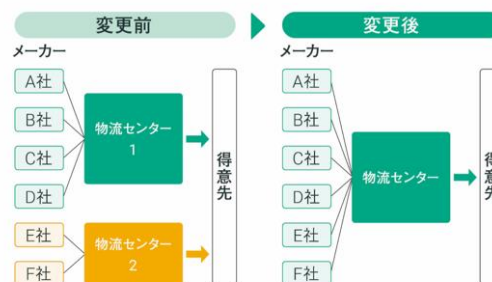 変更前
メーカー
A社
B社
C社
D社
E社
F社
物流センター
1
物流センター
2
得意先
変更後
メーカー
A社
B社
C社
D社
E社
F社
物流センター
得意先